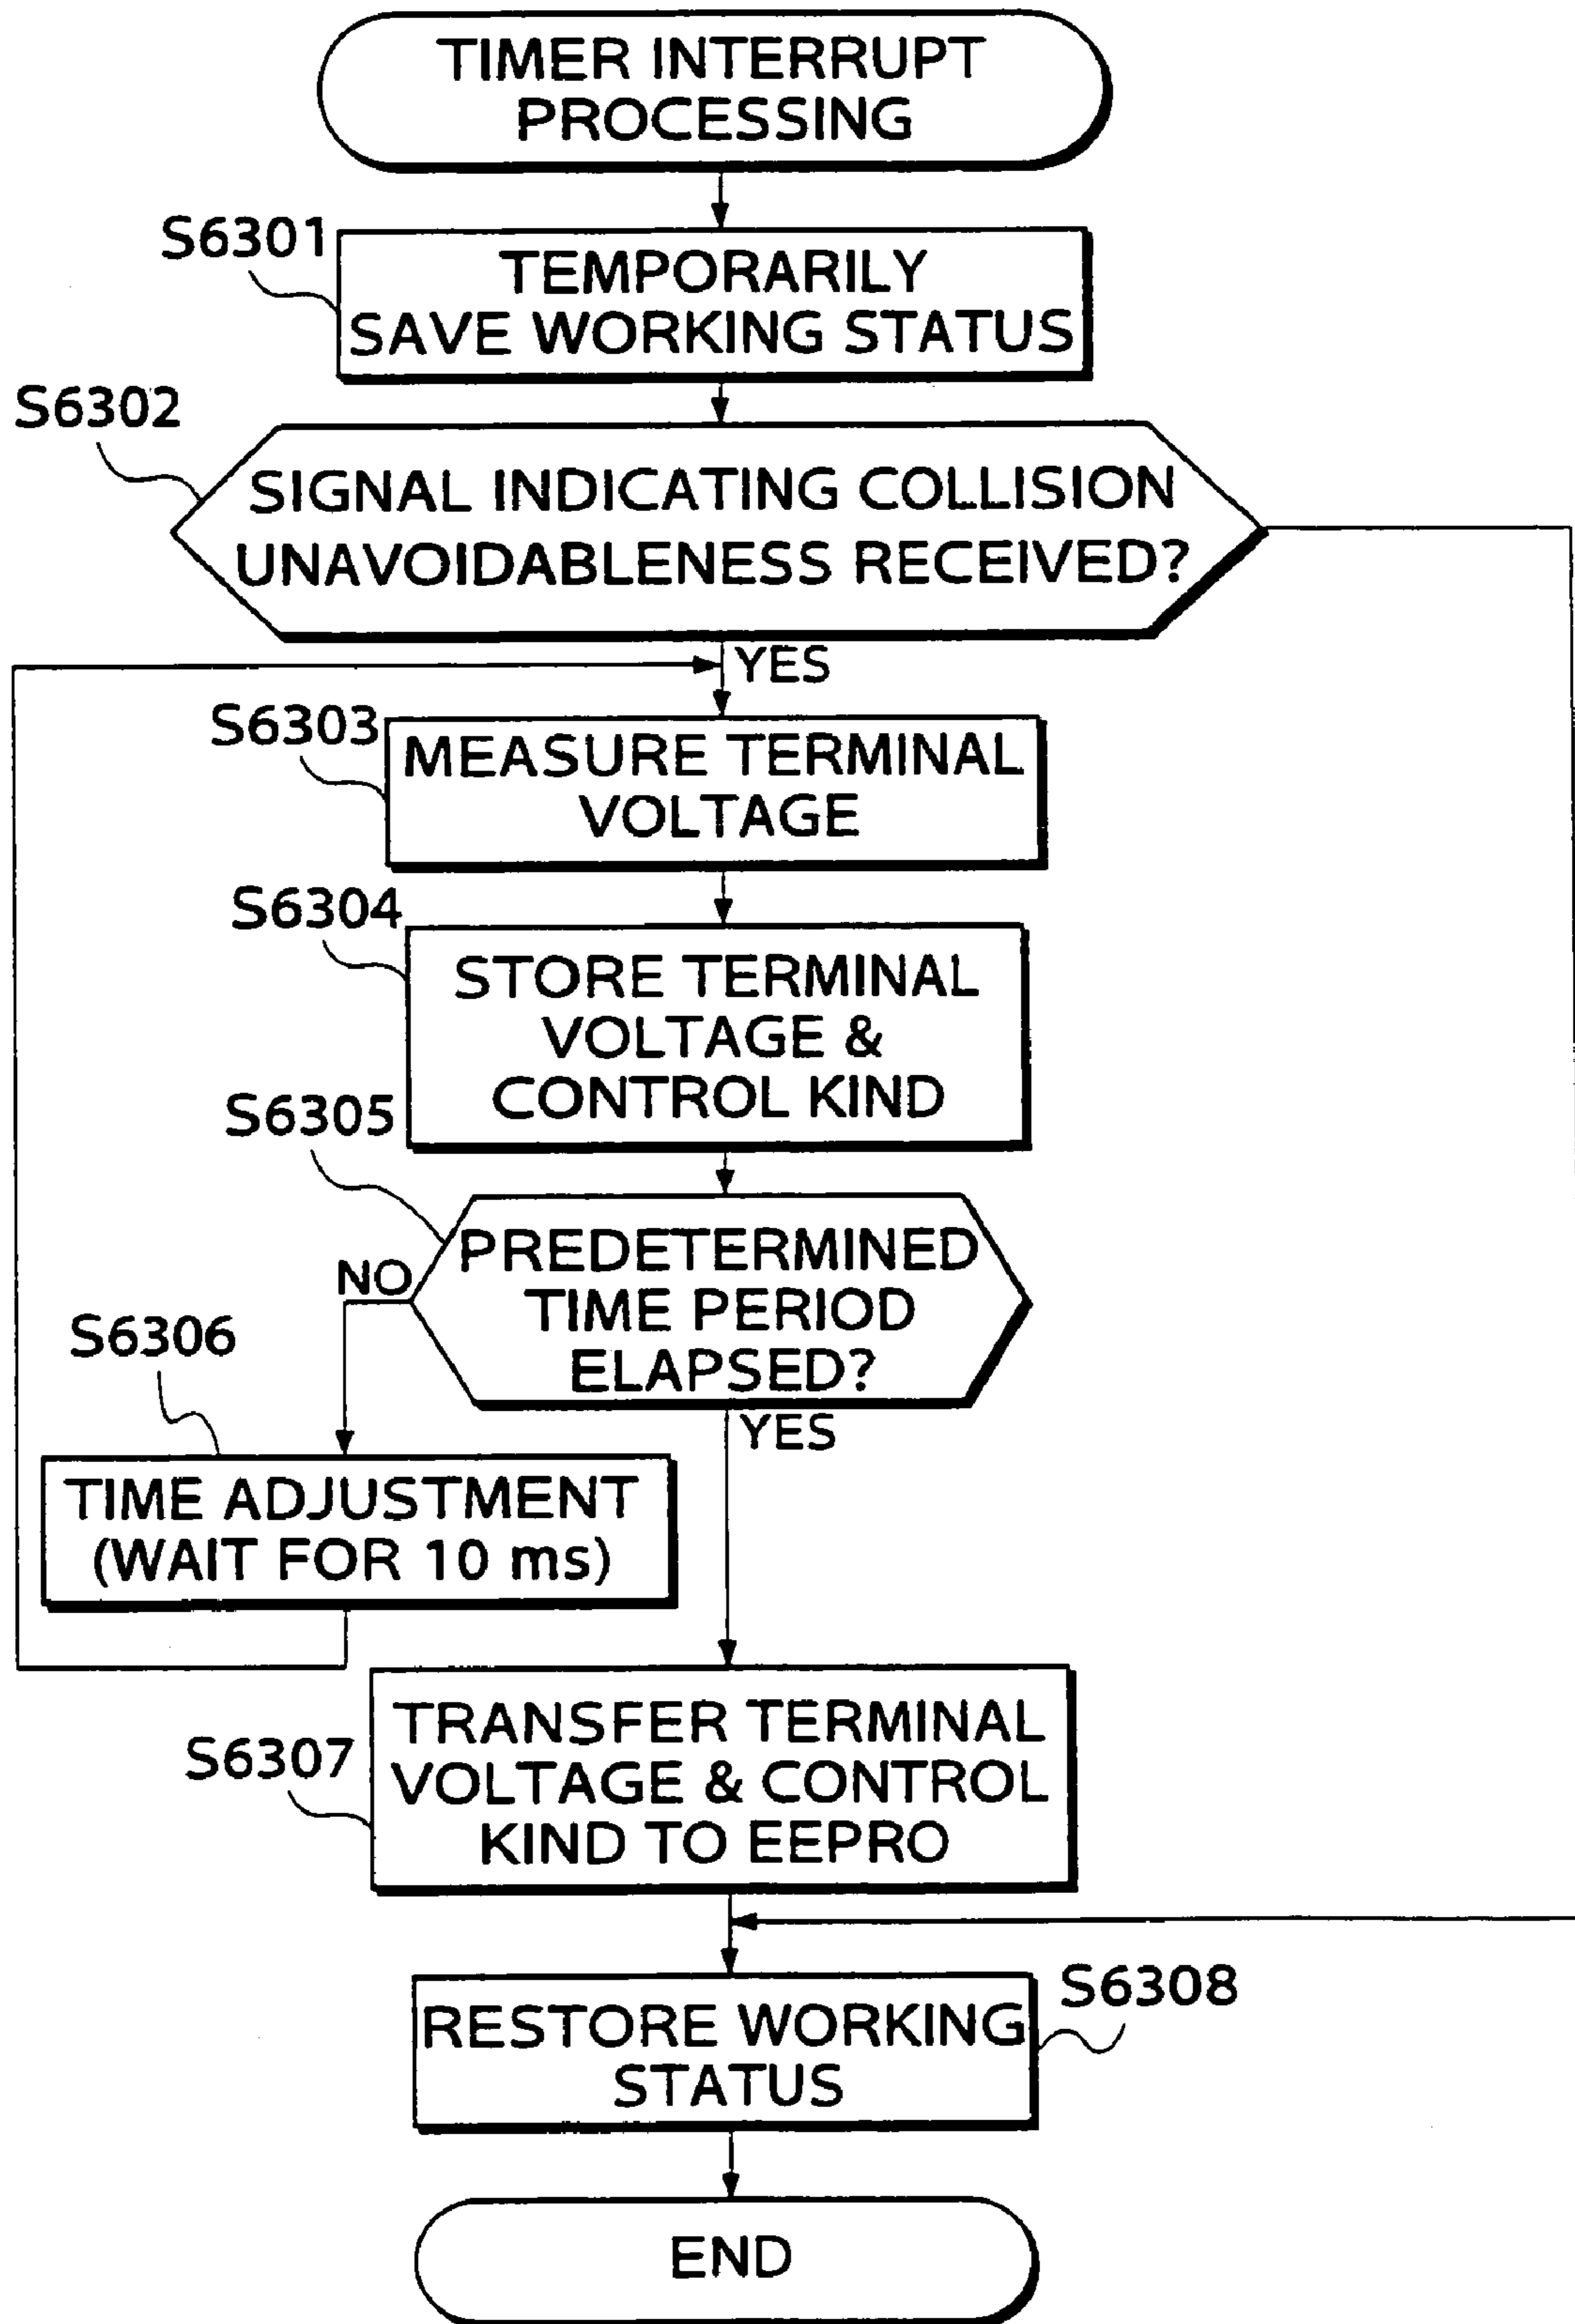 TIMER INTERRUPT
PROCESSING
S6301
TEMPORARILY
SAVE WORKING STATUS
S6302
SIGNAL INDICATING COLLISION
UNAVOIDABLENESS RECEIVED?
YES
S6303
MEASURE TERMINAL
VOLTAGE
S6304
STORE TERMINAL
VOLTAGE &
CONTROL KIND
S6305
PREDETERMINED
TIME PERIOD
ELAPSED?
NO
YES
S6306
TIME ADJUSTMENT
(WAIT FOR 10 ms)
S6307
TRANSFER TERMINAL
VOLTAGE & CONTROL
KIND TO EEPRO
S6308
RESTORE WORKING
STATUS
END